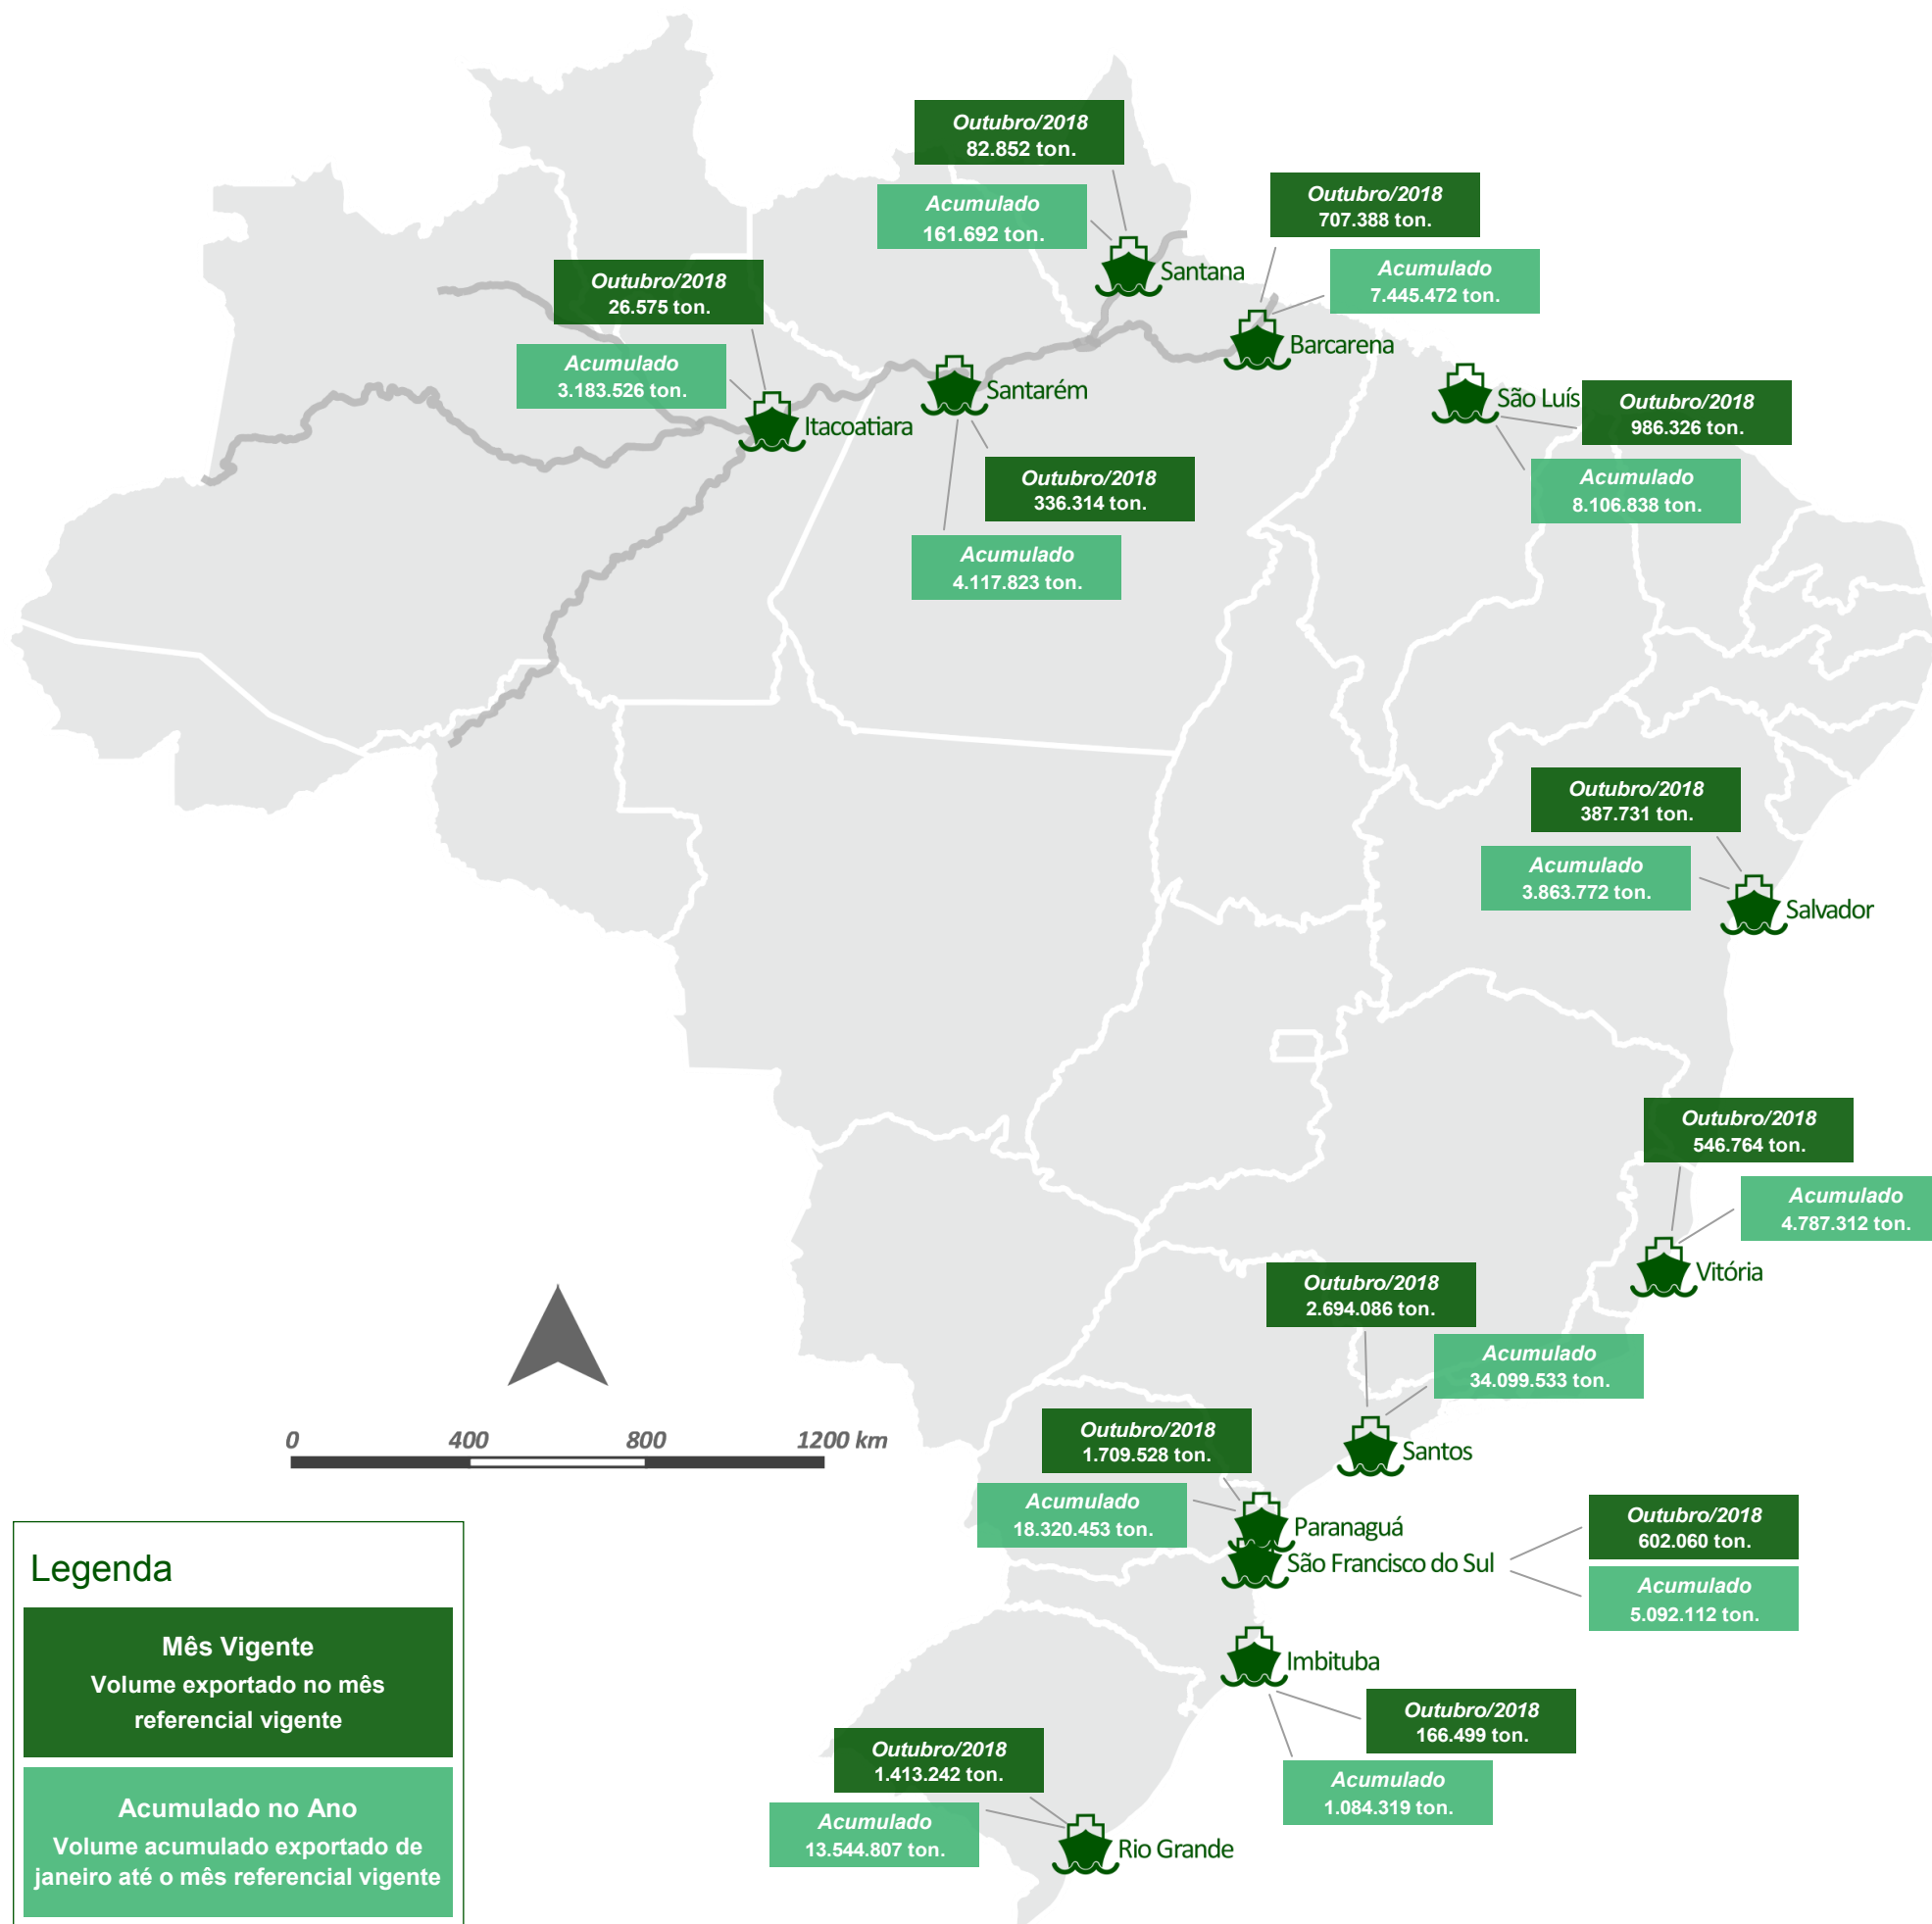 Outubro/2018
82.852 ton.
Acumulado
161.692 ton.
Santana
Outubro/2018
707.388 ton.
Acumulado
7.445.472 ton.
Barcarena
Outubro/2018
26.575 ton.
Acumulado
3.183.526 ton.
Itacoatiara
Santarém
Outubro/2018
336.314 ton.
Acumulado
4.117.823 ton.
São Luís
Outubro/2018
986.326 ton.
Acumulado
8.106.838 ton.
Outubro/2018
387.731 ton.
Acumulado
3.863.772 ton.
Salvador
Outubro/2018
546.764 ton.
Acumulado
4.787.312 ton.
Vitória
Outubro/2018
2.694.086 ton.
Acumulado
34.099.533 ton.
Santos
Outubro/2018
1.709.528 ton.
Acumulado
18.320.453 ton.
Paranaguá
São Francisco do Sul
Outubro/2018
602.060 ton.
Acumulado
5.092.112 ton.
Imbituba
Outubro/2018
166.499 ton.
Acumulado
1.084.319 ton.
Outubro/2018
1.413.242 ton.
Acumulado
13.544.807 ton.
Rio Grande
0 400 800 1200 km
Legenda
Mês Vigente
Volume exportado no mês
referencial vigente
Acumulado no Ano
Volume acumulado exportado de
janeiro até o mês referencial vigente